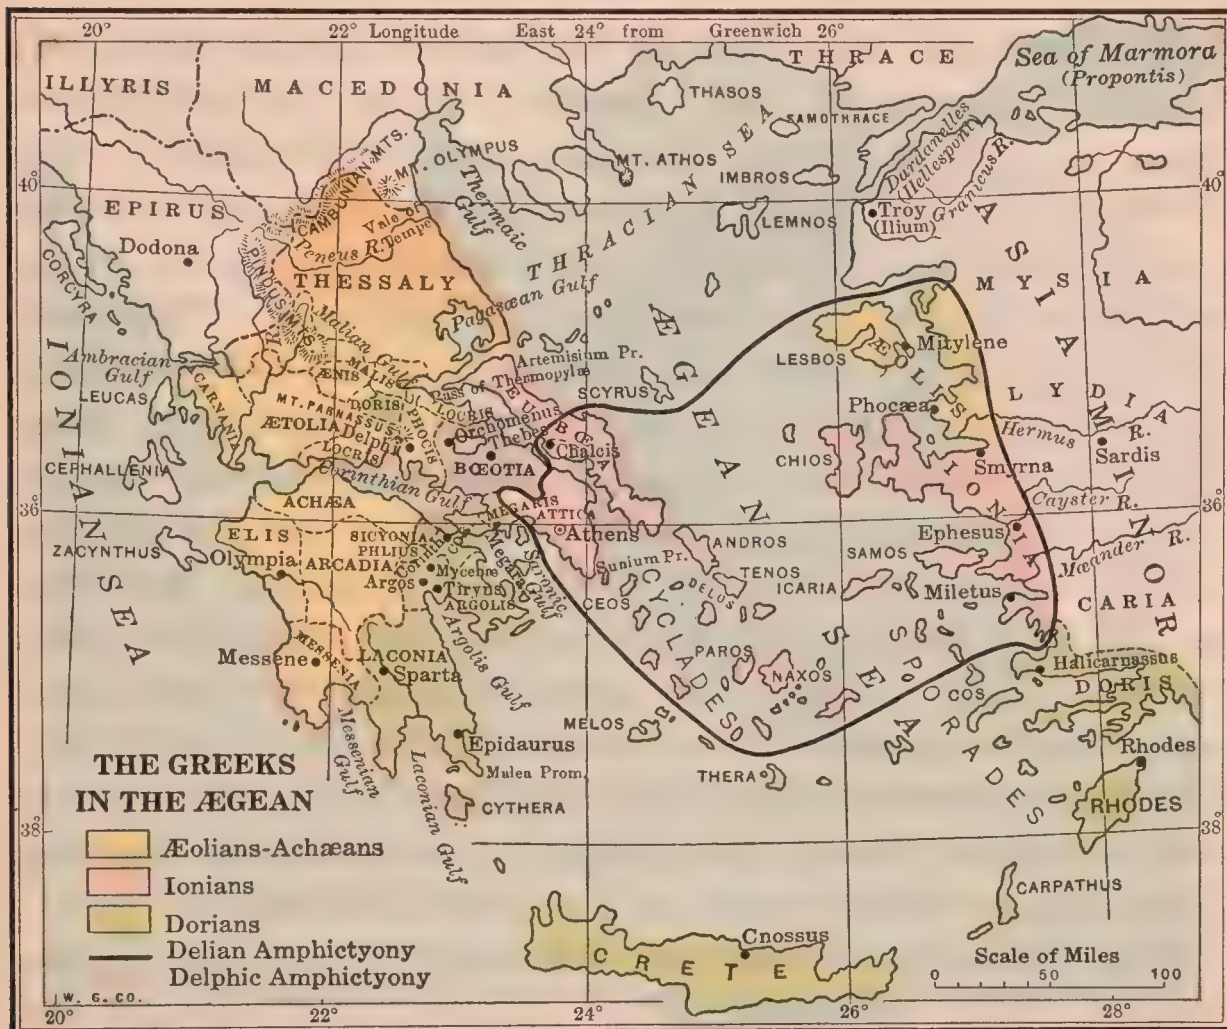 20°
22° Longitude East 24° from Greenwich 26°
ILLYRIS
MACEDONIA
THRACE
Sea of Marmora
(Propontis)
THASOS
SAMOTHRACE
CAMBUNIAN MTS.
MT. OLYMPUS
MT. ATHOS
IMBROS
Dardanelles
(Hellespont)
Granicus R.
40°
40°
EPIRUS
Vale of
Tempe
Peneus R.
Thermaic
Gulf
THRACIAN SEA
LEMNOS
Troy
(Ilium)
ASIA MINOR
Dodona
CORCYRA
PINDUS MTS.
THESSALY
Pagasæan Gulf
ÆGEAN SEA
MYSIA
IONIAN SEA
Malian Gulf
Artemisium Pr.
LESBOS
Mitylene
ÆOLIS
Ambracian
Gulf
ÆNIS
MALIS
Pass of Thermopylæ
SCYRUS
LYDIA
LEUCAS
CARNANIA
MT. PARNASSUS
DORIS
PHOCIS
LOCRIS
EUBŒA
Orchomenus
Phocæa
Hermus R.
ÆTOLIA
Delphi
Thebes
Chalcis
CHIOS
IONIA
Smyrna
Sardis
CEPHALLENIA
LOCRIS
BŒOTIA
Corinthian Gulf
Cayster R.
ACHÆA
MEGARIS
ATTICA
36°
36°
ELIS
SICYONIA
Corinth
Megara
Athens
ANDROS
Ephesus
ZACYNTHUS
Olympia
PHLIUS
ARCADIA
Mycenæ
Saronic
Gulf
Sunium Pr.
SAMOS
Mæander R.
Argos
Tiryns
ARGOLIS
CEOS
CYCLADES
DELOS
TENOS
ICARIA
Miletus
CARIA
Argolis Gulf
Messene
MESSENIA
LACONIA
Sparta
PAROS
NAXOS
SPORADES
COS
Halicarnassus
DORIS
Messenian
Gulf
MELOS
Epidaurus
Rhodes
Malea Prom.
THERA
RHODES
Laconian Gulf
CYTHERA
38°
38°
THE GREEKS
IN THE ÆGEAN
Æolians-Achæans
Ionians
Dorians
Delian Amphictyony
Delphic Amphictyony
CARPATHUS
Cnossus
CRETE
Scale of Miles
0 50 100
W. G. CO.
20° 22° 24° 26° 28°